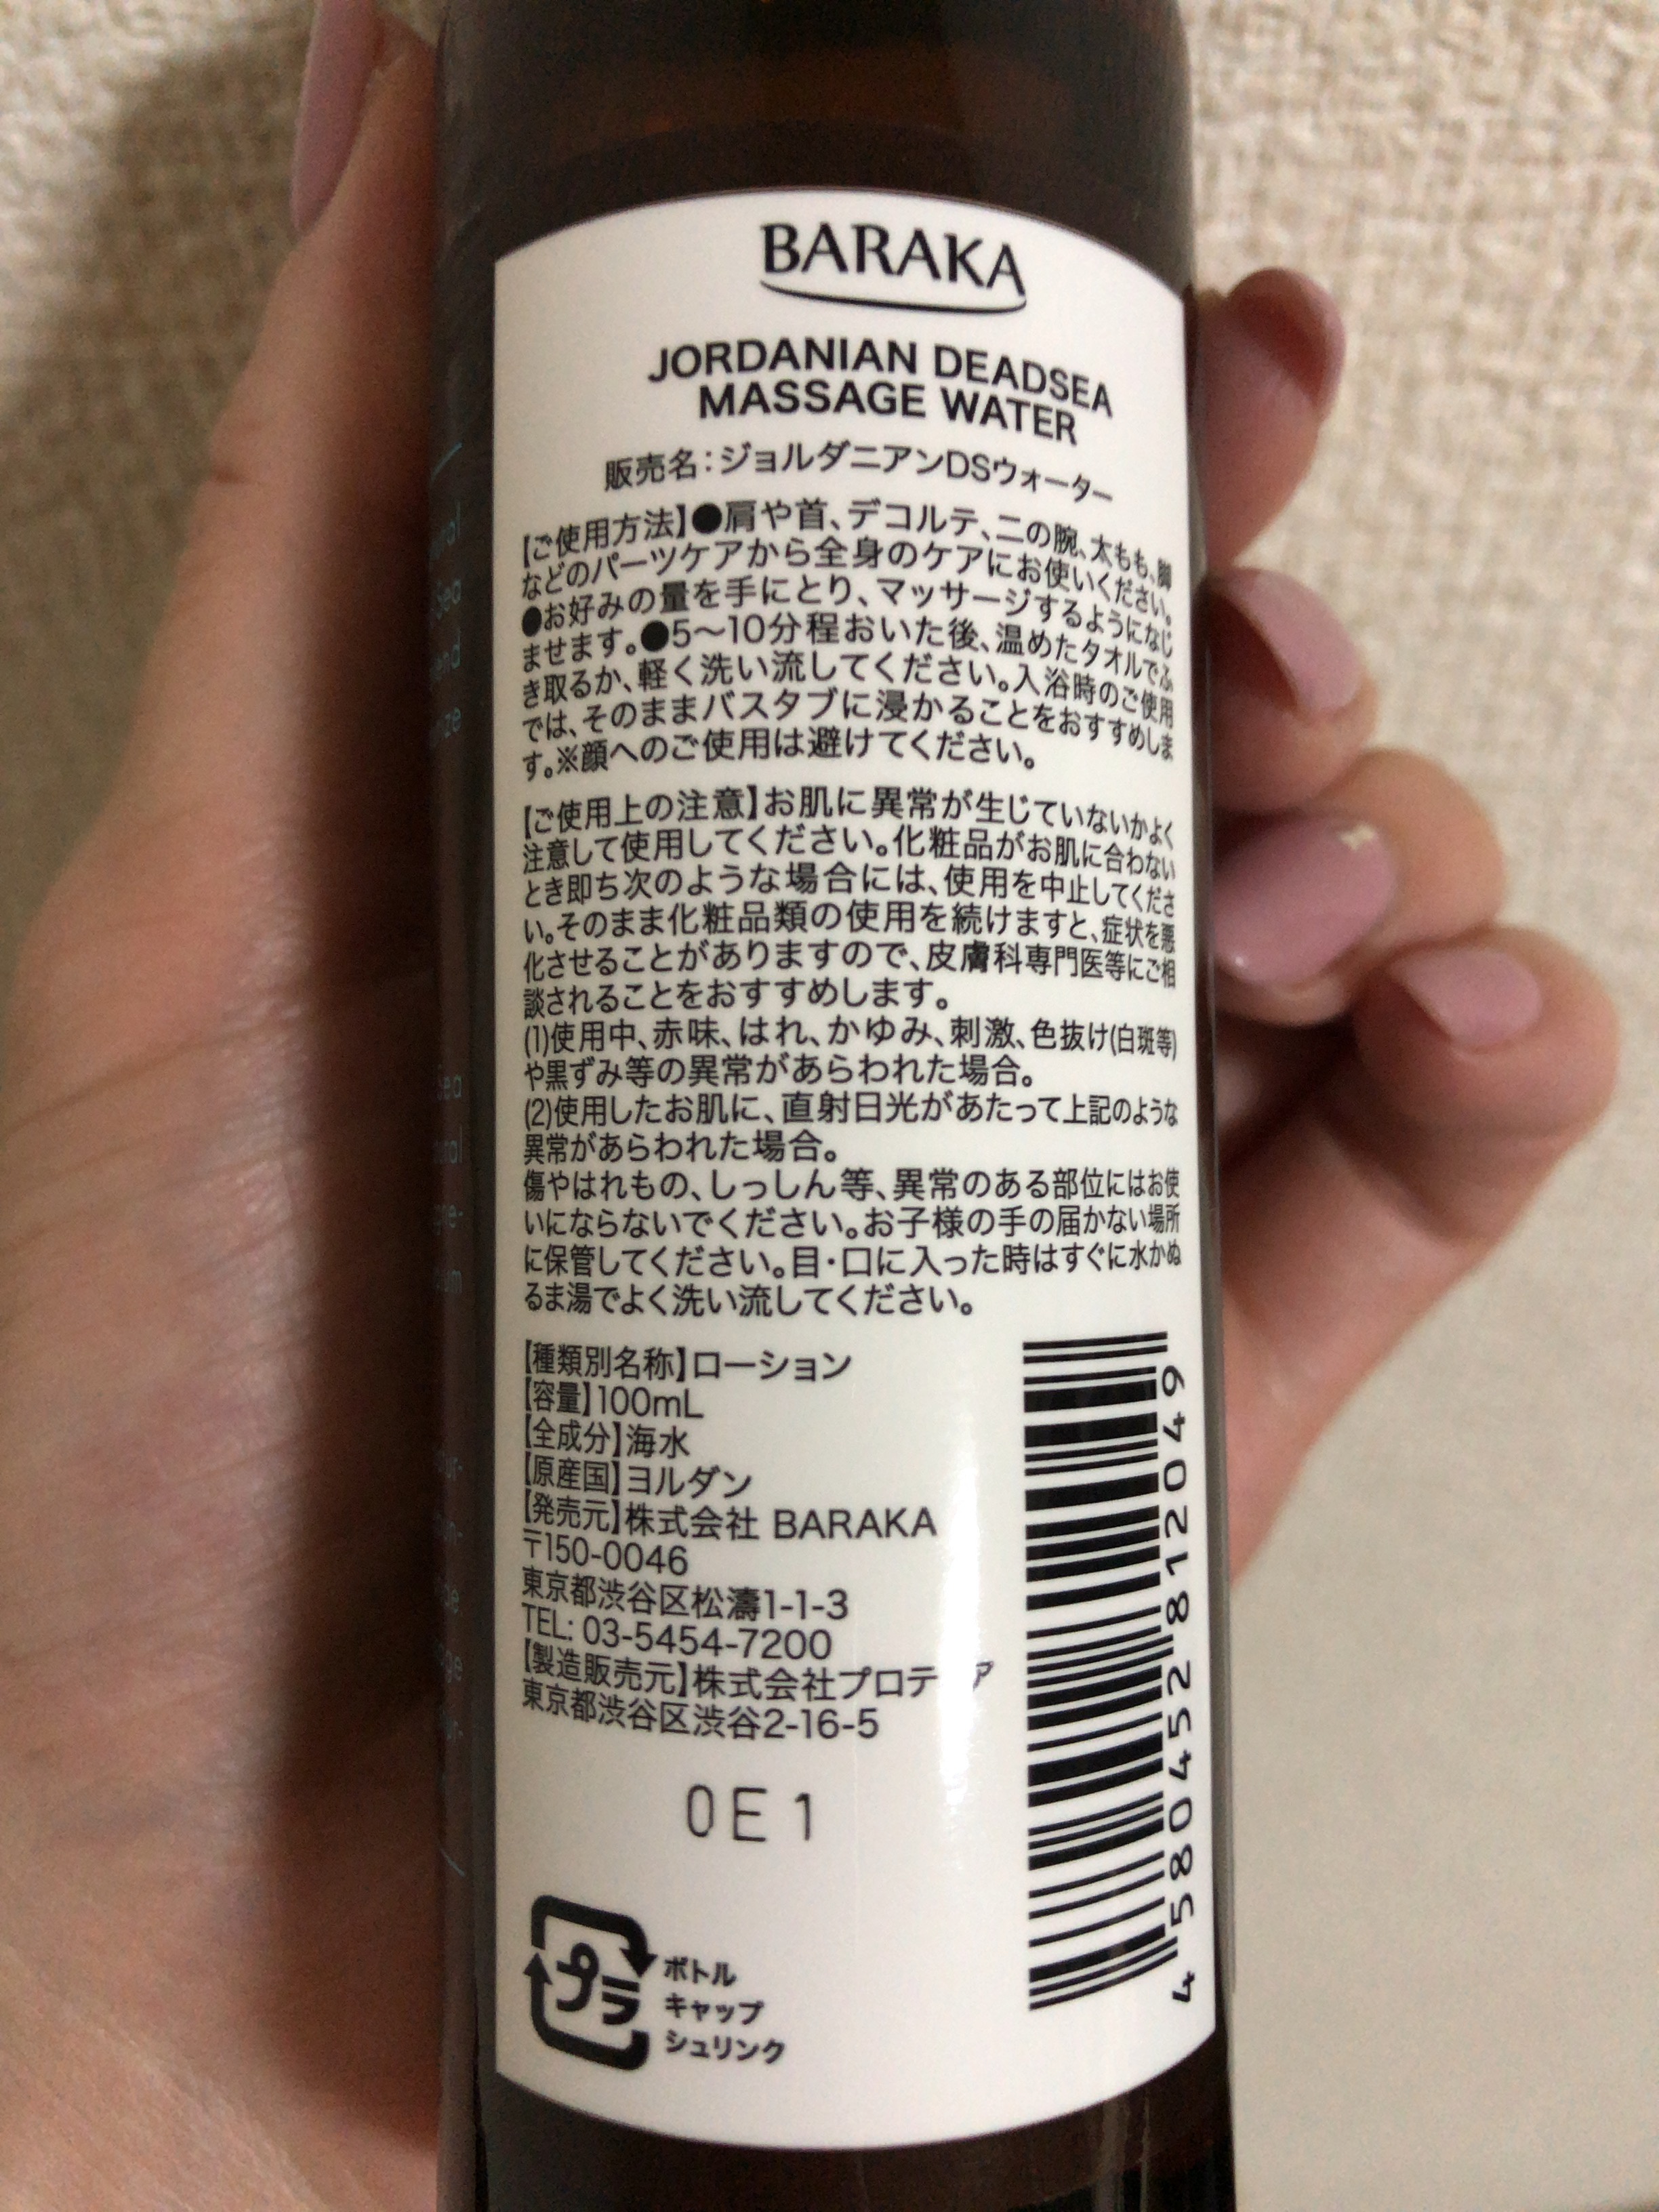 BARAKA
JORDANIAN DEADSEA
MASSAGE WATER
販売名：ジョルダニアンDSウォーター
【ご使用方法】●肩や首、デコルテ、二の腕、太もも、脚
などのパーツケアから全身のケアにお使いください。
●お好みの量を手にとり、マッサージするようになじ
ませます。●5〜10分程おいた後、温めたタオルでふ
き取るか、軽く洗い流してください。入浴時のご使用
では、そのままバスタブに浸かることをおすすめしま
す。※顔へのご使用は避けてください。
【ご使用上の注意】お肌に異常が生じていないかよく
注意して使用してください。化粧品がお肌に合わない
とき即ち次のような場合には、使用を中止してくださ
い。そのまま化粧品類の使用を続けますと、症状を悪
化させることがありますので、皮膚科専門医等にご相
談されることをおすすめします。
(1)使用中、赤味、はれ、かゆみ、刺激、色抜け(白斑等)
や黒ずみ等の異常があらわれた場合。
(2)使用したお肌に、直射日光があたって上記のような
異常があらわれた場合。
傷やはれもの、しっしん等、異常のある部位にはお使
いにならないでください。お子様の手の届かない場所
に保管してください。目・口に入った時はすぐに水かぬ
るま湯でよく洗い流してください。
【種類別名称】ローション
【容量】100mL
【全成分】海水
【原産国】ヨルダン
【発売元】株式会社 BARAKA
〒150-0046
東京都渋谷区松濤1-1-3
TEL: 03-5454-7200
【製造販売元】株式会社
東京都渋谷区渋谷2-16-5
4580452812049
0E1
プラ
ボトル
キャップ
シュリンク